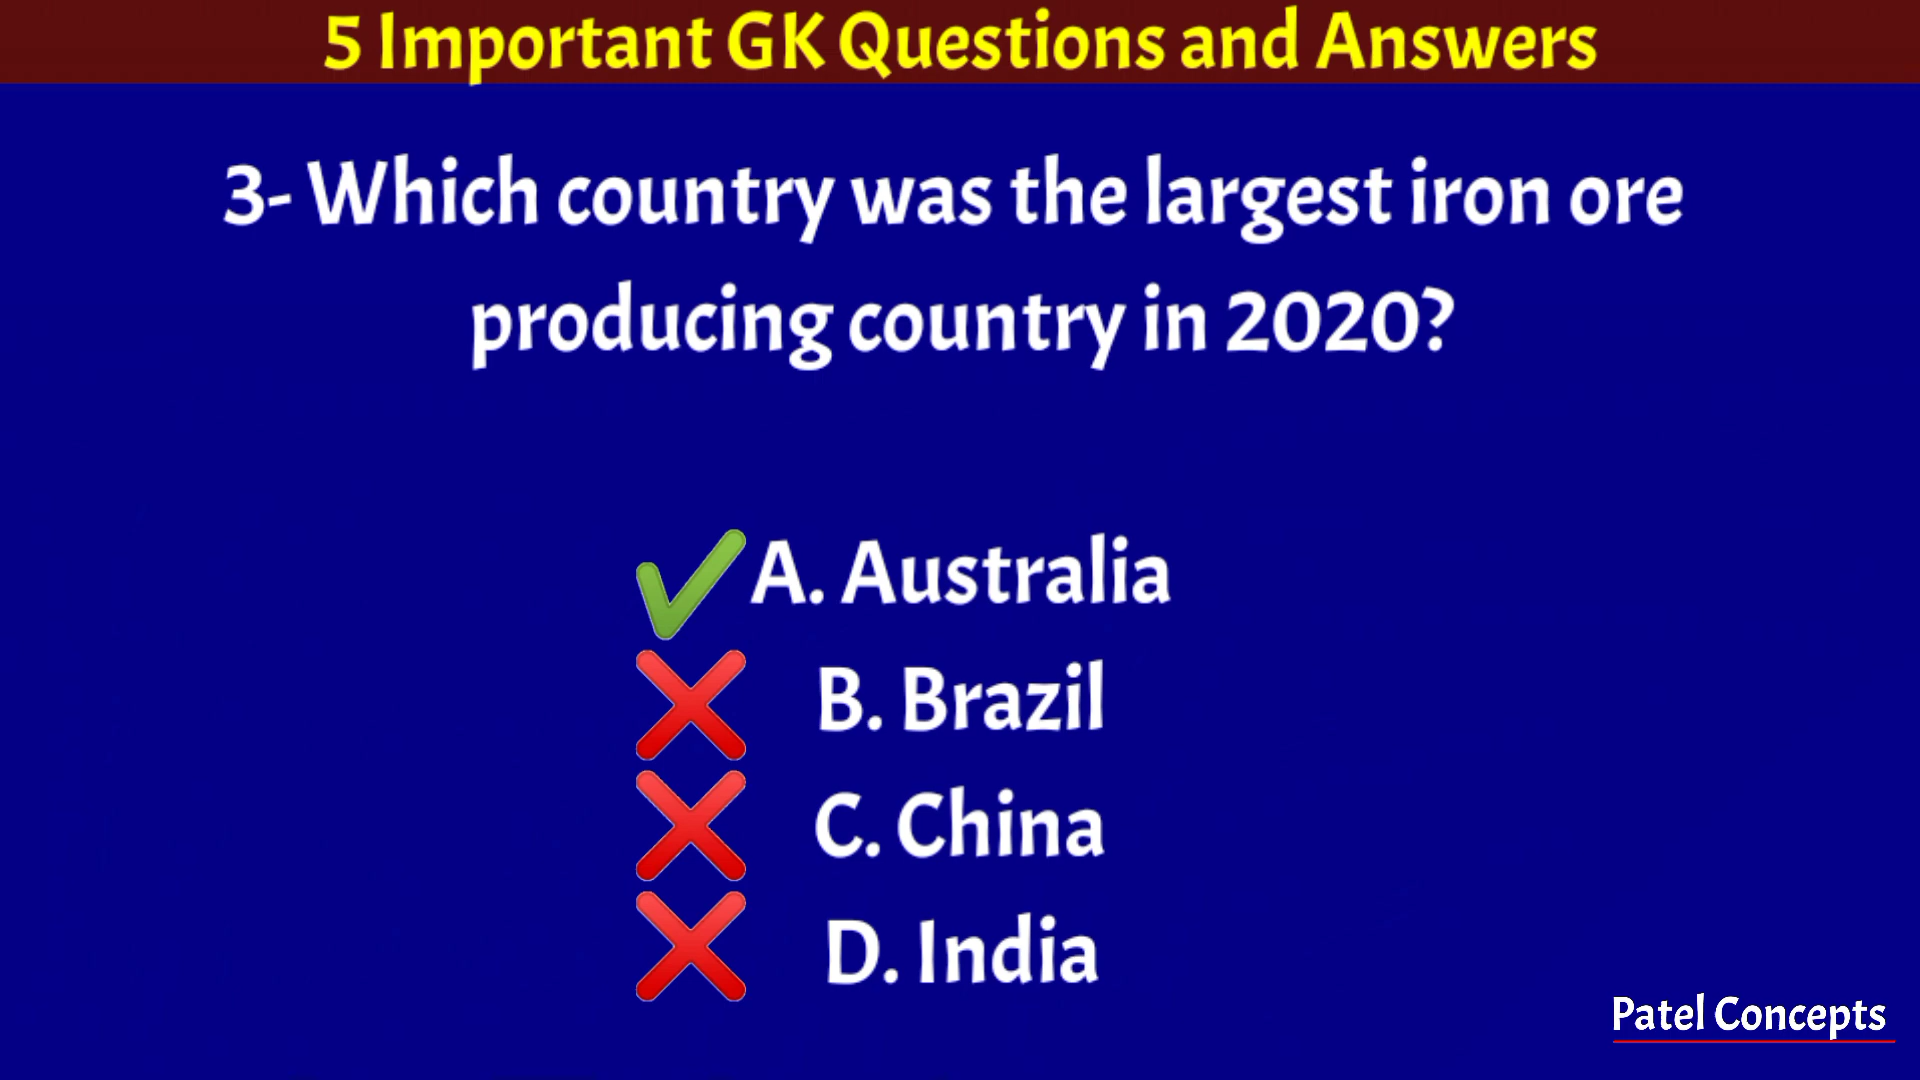 5 Important GK Questions and Answers
3- Which country was the largest iron ore
producing country in 2020?
A. Australia
B. Brazil
C. China
D. India
Patel Concepts